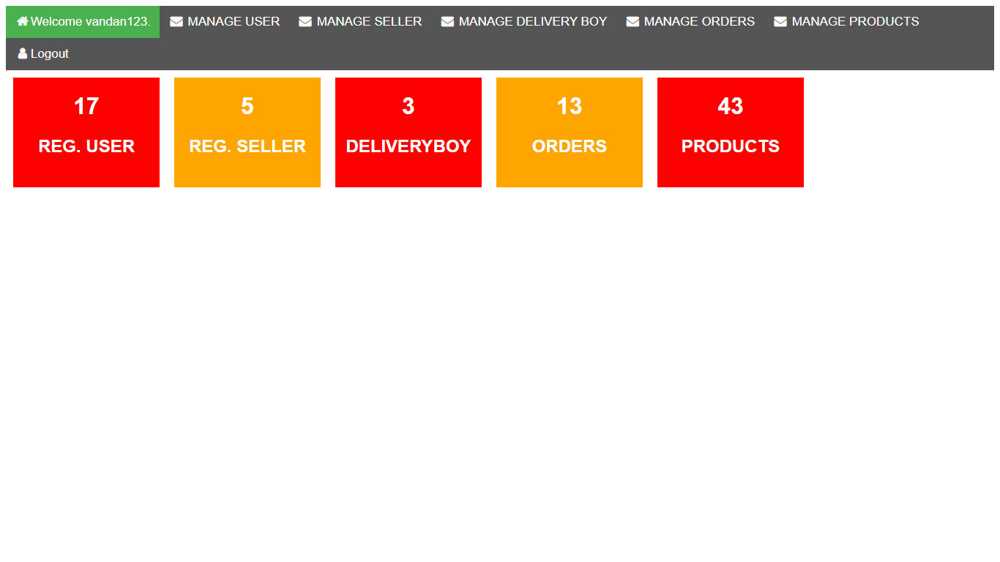 Welcome vandan123. MANAGE USER MANAGE SELLER MANAGE DELIVERY BOY MANAGE ORDERS MANAGE PRODUCTS
Logout
17 5 3 13 43
REG. USER REG. SELLER DELIVERYBOY ORDERS PRODUCTS